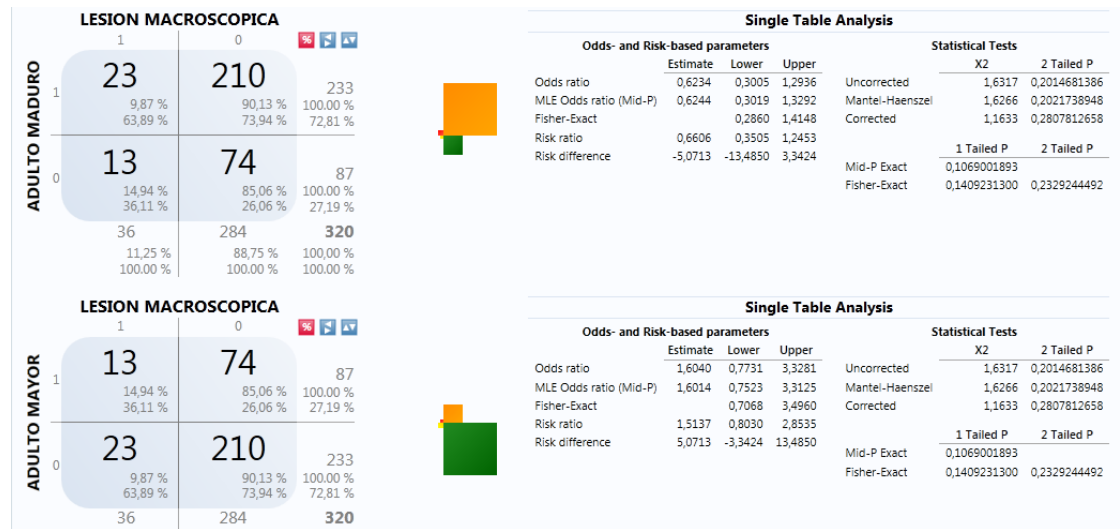 LESION MACROSCOPICA
1 0
ADULTO MADURO
1 23 210 233
9,87 % 90,13 % 100.00 %
63,89 % 73,94 % 72,81 %
0 13 74 87
14,94 % 85,06 % 100.00 %
36,11 % 26,06 % 27,19 %
36 284 320
11,25 % 88,75 % 100,00 %
100.00 % 100.00 % 100.00 %
Single Table Analysis
Odds- and Risk-based parameters
Estimate Lower Upper
Odds ratio 0,6234 0,3005 1,2936
MLE Odds ratio (Mid-P) 0,6244 0,3019 1,3292
Fisher-Exact 0,2860 1,4148
Risk ratio 0,6606 0,3505 1,2453
Risk difference -5,0713 -13,4850 3,3424
Statistical Tests
X2 2 Tailed P
Uncorrected 1,6317 0,2014681386
Mantel-Haenszel 1,6266 0,2021738948
Corrected 1,1633 0,2807812658
1 Tailed P 2 Tailed P
Mid-P Exact 0,1069001893
Fisher-Exact 0,1409231300 0,2329244492
LESION MACROSCOPICA
1 0
ADULTO MAYOR
1 13 74 87
14,94 % 85,06 % 100.00 %
36,11 % 26,06 % 27,19 %
0 23 210 233
9,87 % 90,13 % 100.00 %
63,89 % 73,94 % 72,81 %
36 284 320
Single Table Analysis
Odds- and Risk-based parameters
Estimate Lower Upper
Odds ratio 1,6040 0,7731 3,3281
MLE Odds ratio (Mid-P) 1,6014 0,7523 3,3125
Fisher-Exact 0,7068 3,4960
Risk ratio 1,5137 0,8030 2,8535
Risk difference 5,0713 -3,3424 13,4850
Statistical Tests
X2 2 Tailed P
Uncorrected 1,6317 0,2014681386
Mantel-Haenszel 1,6266 0,2021738948
Corrected 1,1633 0,2807812658
1 Tailed P 2 Tailed P
Mid-P Exact 0,1069001893
Fisher-Exact 0,1409231300 0,2329244492